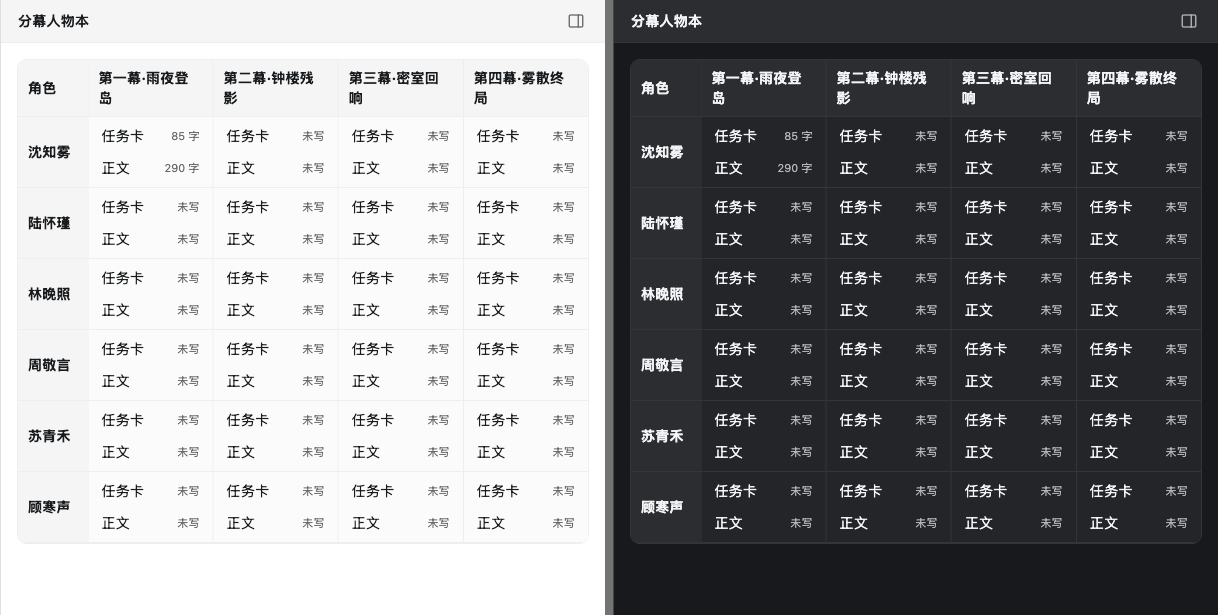 分幕人物本
角色 第一幕·雨夜登岛 第二幕·钟楼残影 第三幕·密室回响 第四幕·雾散终局
沈知雾
任务卡 85 字 任务卡 未写 任务卡 未写 任务卡 未写
正文 290 字 正文 未写 正文 未写 正文 未写
陆怀瑾
任务卡 未写 任务卡 未写 任务卡 未写 任务卡 未写
正文 未写 正文 未写 正文 未写 正文 未写
林晚照
任务卡 未写 任务卡 未写 任务卡 未写 任务卡 未写
正文 未写 正文 未写 正文 未写 正文 未写
周敬言
任务卡 未写 任务卡 未写 任务卡 未写 任务卡 未写
正文 未写 正文 未写 正文 未写 正文 未写
苏青禾
任务卡 未写 任务卡 未写 任务卡 未写 任务卡 未写
正文 未写 正文 未写 正文 未写 正文 未写
顾寒声
任务卡 未写 任务卡 未写 任务卡 未写 任务卡 未写
正文 未写 正文 未写 正文 未写 正文 未写
分幕人物本
角色 第一幕·雨夜登岛 第二幕·钟楼残影 第三幕·密室回响 第四幕·雾散终局
沈知雾
任务卡 85 字 任务卡 未写 任务卡 未写 任务卡 未写
正文 290 字 正文 未写 正文 未写 正文 未写
陆怀瑾
任务卡 未写 任务卡 未写 任务卡 未写 任务卡 未写
正文 未写 正文 未写 正文 未写 正文 未写
林晚照
任务卡 未写 任务卡 未写 任务卡 未写 任务卡 未写
正文 未写 正文 未写 正文 未写 正文 未写
周敬言
任务卡 未写 任务卡 未写 任务卡 未写 任务卡 未写
正文 未写 正文 未写 正文 未写 正文 未写
苏青禾
任务卡 未写 任务卡 未写 任务卡 未写 任务卡 未写
正文 未写 正文 未写 正文 未写 正文 未写
顾寒声
任务卡 未写 任务卡 未写 任务卡 未写 任务卡 未写
正文 未写 正文 未写 正文 未写 正文 未写